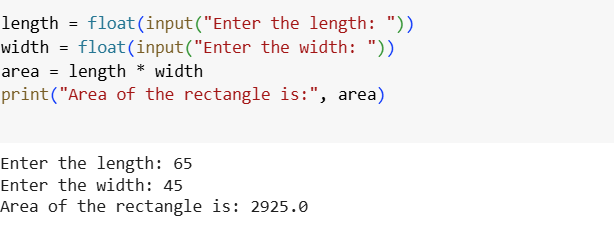 length = float(input("Enter the length: "))
width = float(input("Enter the width: "))
area = length * width
print("Area of the rectangle is:", area)
Enter the length: 65
Enter the width: 45
Area of the rectangle is: 2925.0